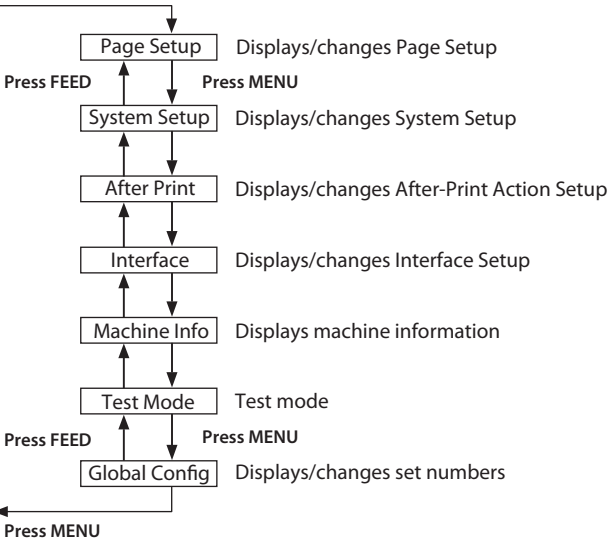 Page Setup Displays/changes Page Setup
Press FEED Press MENU
System Setup Displays/changes System Setup
After Print Displays/changes After-Print Action Setup
Interface Displays/changes Interface Setup
Machine Info Displays machine information
Test Mode Test mode
Press FEED Press MENU
Global Config Displays/changes set numbers
Press MENU